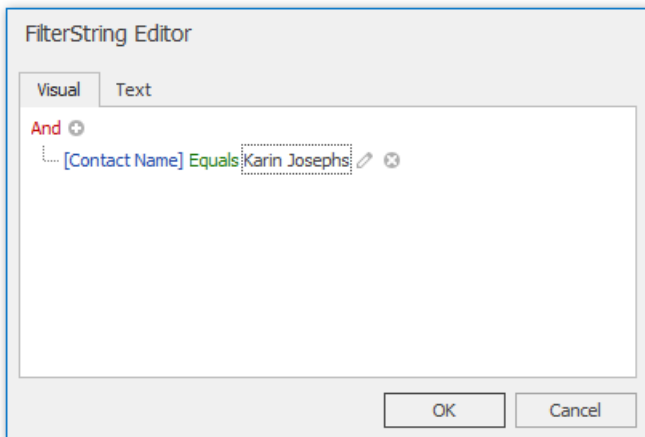 FilterString Editor
Visual Text
And
[Contact Name] Equals Karin Josephs
OK Cancel